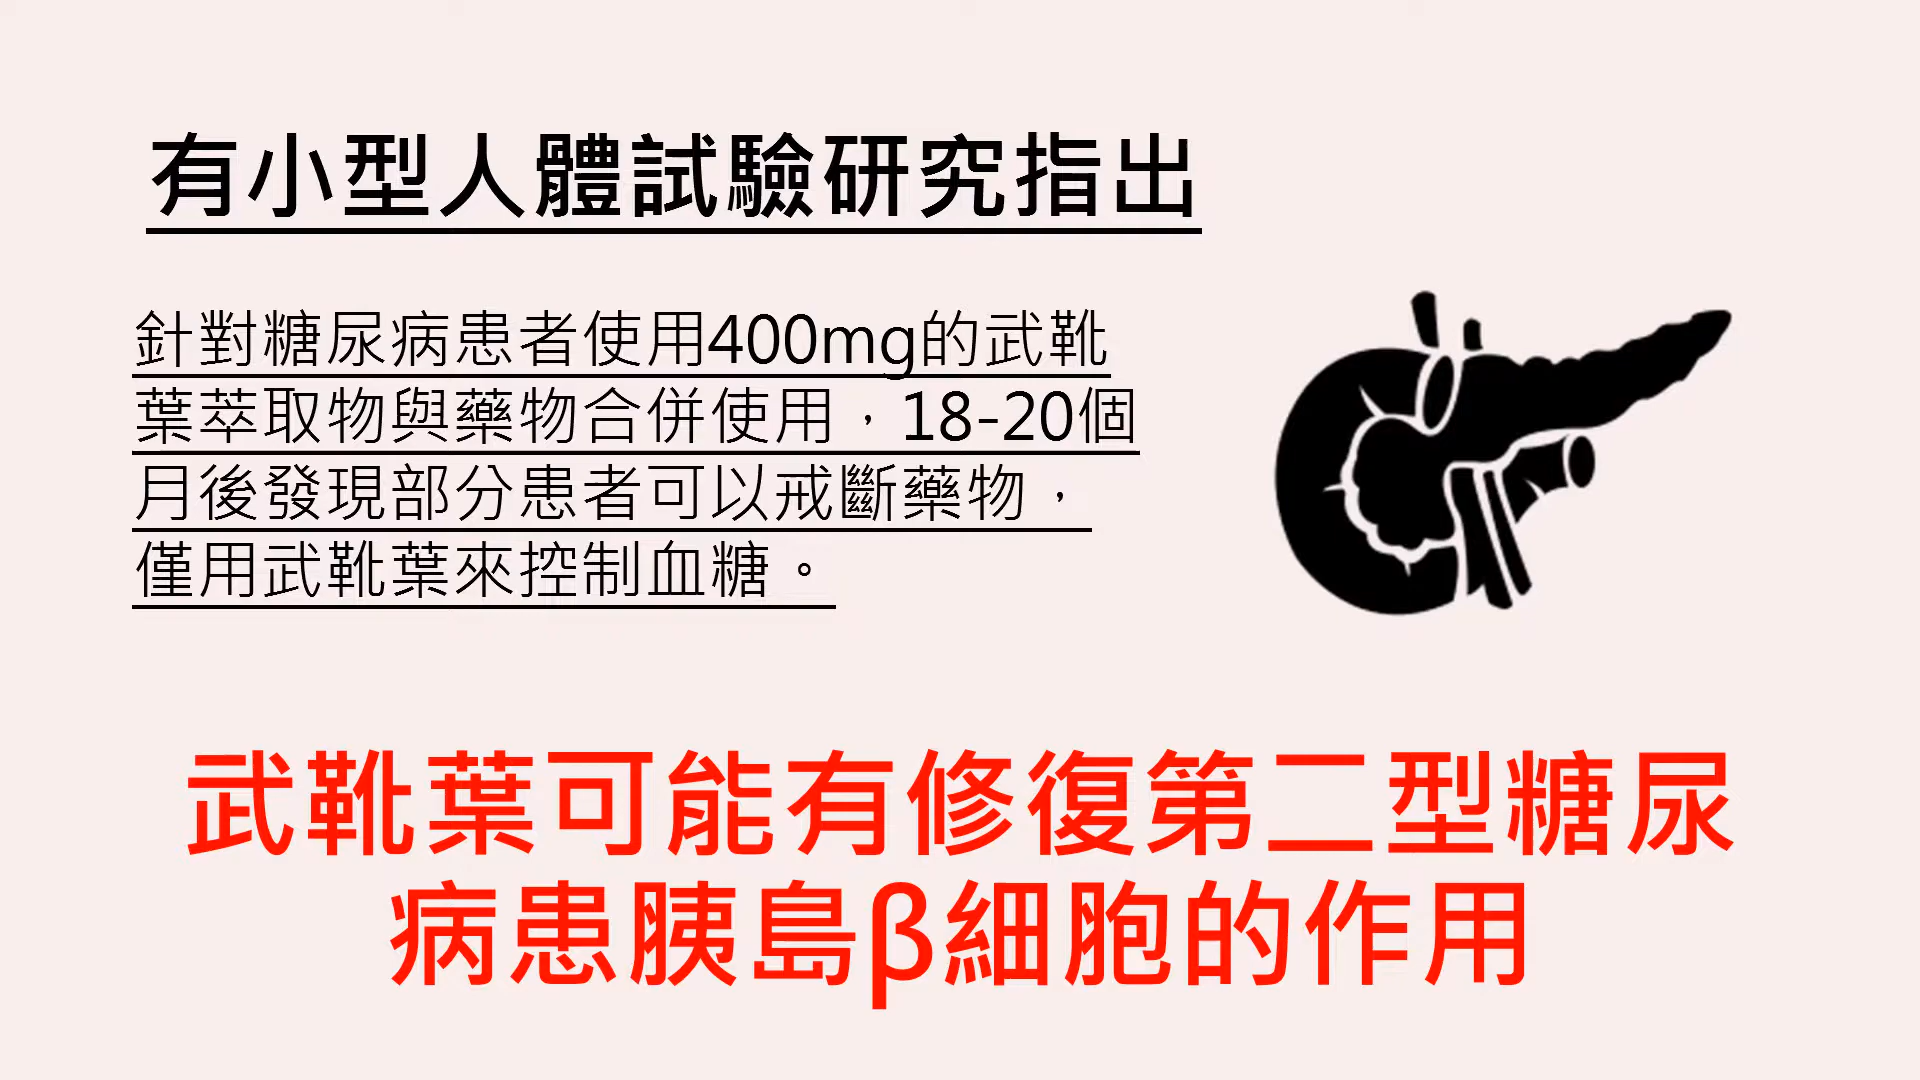 有小型人體試驗研究指出
針對糖尿病患者使用400mg的武靴
葉萃取物與藥物合併使用，18-20個
月後發現部分患者可以戒斷藥物，
僅用武靴葉來控制血糖。
武靴葉可能有修復第二型糖尿
病患胰島β細胞的作用